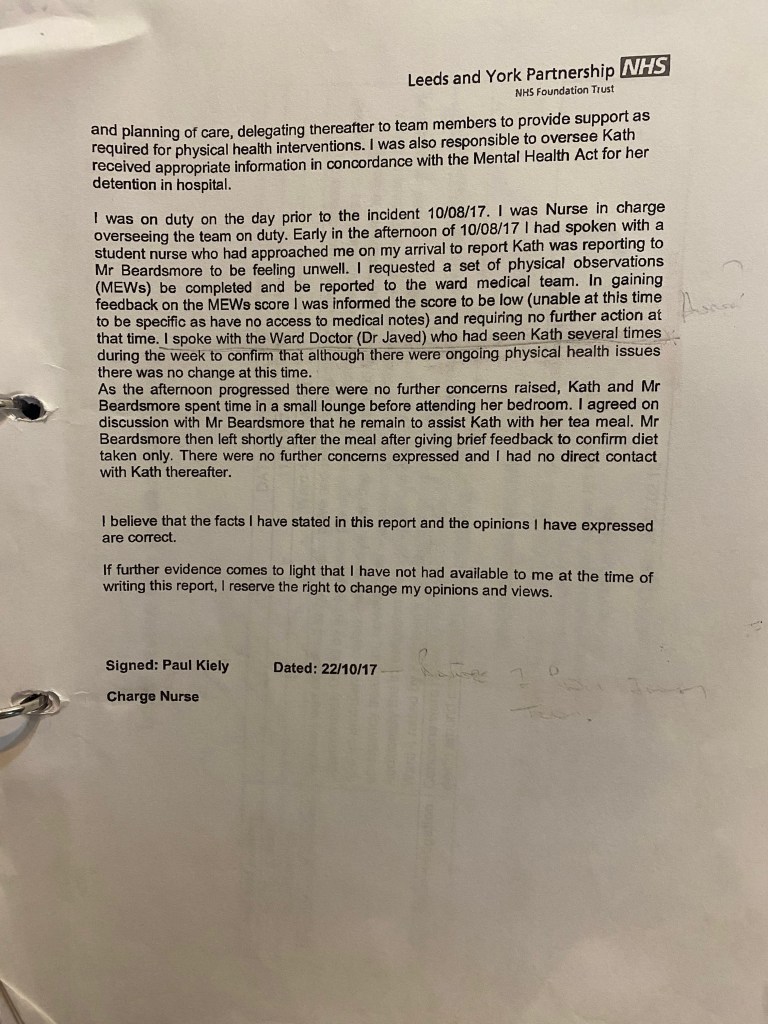 Leeds and York Partnership NHS
NHS Foundation Trust
and planning of care, delegating thereafter to team members to provide support as
required for physical health interventions. I was also responsible to oversee Kath
received appropriate information in concordance with the Mental Health Act for her
detention in hospital.
I was on duty on the day prior to the incident 10/08/17. I was Nurse in charge
overseeing the team on duty. Early in the afternoon of 10/08/17 I had spoken with a
student nurse who had approached me on my arrival to report Kath was reporting to
Mr Beardsmore to be feeling unwell. I requested a set of physical observations
(MEWs) be completed and be reported to the ward medical team. In gaining
feedback on the MEWs score I was informed the score to be low (unable at this time
to be specific as have no access to medical notes) and requiring no further action at
that time. I spoke with the Ward Doctor (Dr Javed) who had seen Kath several times
during the week to confirm that although there were ongoing physical health issues
there was no change at this time.
As the afternoon progressed there were no further concerns raised, Kath and Mr
Beardsmore spent time in a small lounge before attending her bedroom. I agreed on
discussion with Mr Beardsmore that he remain to assist Kath with her tea meal. Mr
Beardsmore then left shortly after the meal after giving brief feedback to confirm diet
taken only. There were no further concerns expressed and I had no direct contact
with Kath thereafter.
I believe that the facts I have stated in this report and the opinions I have expressed
are correct.
If further evidence comes to light that I have not had available to me at the time of
writing this report, I reserve the right to change my opinions and views.
Signed: Paul Kiely Dated: 22/10/17
Charge Nurse